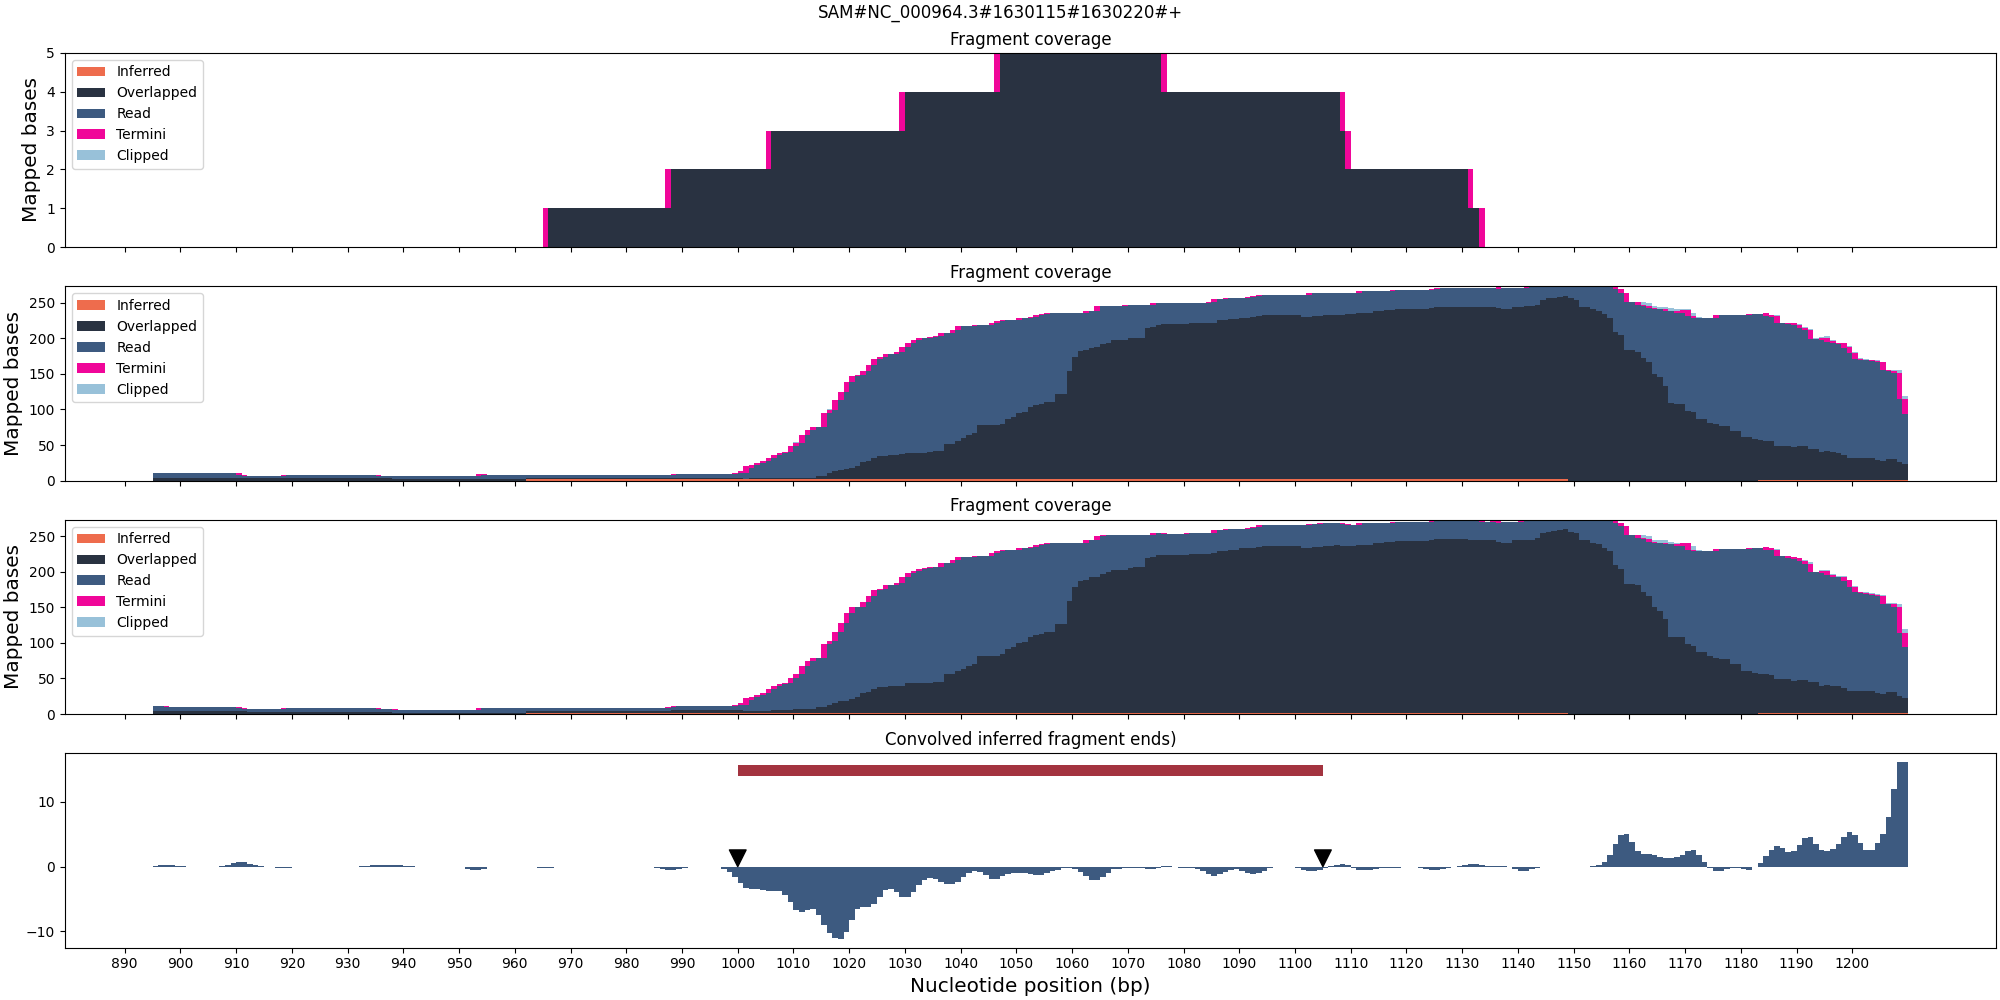 SAM#NC_000964.3#1630115#1630220#+
Fragment coverage
Mapped bases
5
4
3
2
1
0
Inferred
Overlapped
Read
Termini
Clipped
Fragment coverage
Mapped bases
250
200
150
100
50
0
Inferred
Overlapped
Read
Termini
Clipped
Fragment coverage
Mapped bases
250
200
150
100
50
0
Inferred
Overlapped
Read
Termini
Clipped
Convolved inferred fragment ends)
10
0
−10
890 900 910 920 930 940 950 960 970 980 990 1000 1010 1020 1030 1040 1050 1060 1070 1080 1090 1100 1110 1120 1130 1140 1150 1160 1170 1180 1190 1200
Nucleotide position (bp)